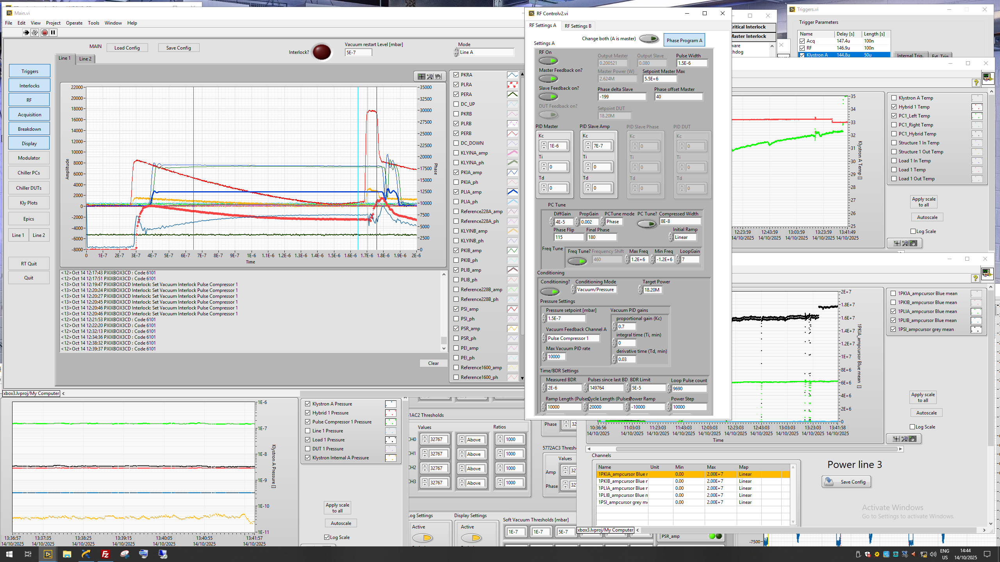 Main.vi
File Edit View Project Operate Tools Window Help
MAIN
Load Config
Save Config
Interlock?
Vacuum restart Level [mbar]
5E-7
Mode
Line A
Line 1
Line 2
Triggers
Interlocks
RF
Acquisition
Breakdown
Display
Modulator
Chiller PCs
Chiller DUTs
Kly Plots
Epics
Line 1
Line 2
RT Quit
Quit
22000
20000
18000
16000
14000
12000
10000
8000
6000
4000
2000
0
-2000
-4000
-6000
-8000
Amplitude
35000
32500
30000
27500
25000
22500
20000
17500
15000
12500
10000
7500
5000
2500
0
Phase
0 1E-7 2E-7 3E-7 4E-7 5E-7 6E-7 7E-7 8E-7 9E-7 1E-6 1.1E-6 1.2E-6 1.3E-6 1.4E-6 1.5E-6 1.6E-6 1.7E-6 1.8E-6 1.9E-6 2E-6
Time
PKRA
PLRA
PERA
DC_UP
PKRB
PLRB
PERB
DC_DOWN
KLYINA_amp
KLYINA_ph
PKIA_amp
PKIA_ph
PLIA_amp
PLIA_ph
Reference228A_amp
Reference228A_ph
KLYINB_amp
KLYINB_ph
PKIB_amp
PKIB_ph
PLIB_amp
PLIB_ph
Reference228B_amp
Reference228B_ph
PSI_amp
PSI_ph
PSR_amp
PSR_ph
PEI_amp
PEI_ph
Reference1600_amp
Reference1600_ph
<12> Oct 14 12:17:43 PXIXBOX3CD : Code 6101
<12> Oct 14 12:17:51 PXIXBOX3CD : Code 6101
<13> Oct 14 12:19:47 PXIXBOX3CD Interlock: Set Vacuum Interlock Pulse Compressor 1
<13> Oct 14 12:20:24 PXIXBOX3CD Interlock: Set Vacuum Interlock Pulse Compressor 1
<13> Oct 14 12:20:27 PXIXBOX3CD Interlock: Set Vacuum Interlock Pulse Compressor 1
<13> Oct 14 12:20:45 PXIXBOX3CD Interlock: Set Vacuum Interlock Pulse Compressor 1
<13> Oct 14 12:20:46 PXIXBOX3CD Interlock: Set Vacuum Interlock Pulse Compressor 1
<13> Oct 14 12:20:46 PXIXBOX3CD Interlock: Set Vacuum Interlock Pulse Compressor 1
<12> Oct 14 12:21:53 PXIXBOX3CD : Code 6101
<12> Oct 14 12:22:20 PXIXBOX3CD : Code 6101
<12> Oct 14 12:32:13 PXIXBOX3CD : Code 6101
<12> Oct 14 12:34:36 PXIXBOX3CD : Code 6101
<12> Oct 14 12:38:32 PXIXBOX3CD : Code 6101
<12> Oct 14 12:39:37 PXIXBOX3CD : Code 6101
Clear
xbox3.lvproj/My Computer
RF Controlv2.vi
RF Settings A
RF Settings B
Settings A
Change both (A is master)
Phase Program A
RF On
Output Master
0.200521
Output Slave
0.080
Pulse Width
1.5E-6
Master Feedback on?
Master Power (W)
2.624M
Setpoint Master Max
5.5E+6
Slave Feedback on?
Phase delta Slave
-199
Phase offset Master
40
DUT Feedback on?
Setpoint DUT
18.20M
PID Master
Kc
1E-6
Ti
0
Td
0
PID Slave Amp
Kc
7E-7
Ti
0
Td
0
PID Slave Phase
Kc
0
Ti
0
Td
0
PID DUT
Kc
0
Ti
0
Td
0
PC Tune
DiffGain
4E-5
PropGain
0.002
PCTune mode
Phase
PC Tune?
Compressed Width
8E-8
Phase Flip
115
Final Phase
180
Initial Ramp
Linear
Freq Tune
Freq Tune?
Frequency Shift
460
Max Freq
1.2E+6
Min Freq
-1.2E+6
LoopGain
7
Conditioning
Conditioning?
Conditioning Mode
Vacuum/Pressure
Target Power
18.20M
Pressure Settings
Pressure setpoint [mbar]
1.5E-7
Vacuum Feedback Channel A
Pulse Compressor 1
Max Vacuum PID rate
10000
Vacuum PID gains
proportional gain (Kc)
0.7
integral time (Ti, min)
0
derivative time (Td, min)
0.03
Time/BDR Settings
Measured BDR
2E-6
Pulses since last BD
149764
BDR Limit
5E-5
Loop Pulse count
9690
Ramp Length (Pulses)
10000
Cycle Length (Pulses)
20000
Power Ramp
-10000
Power Step
10000
ritical Interlock
Master Interlock
ware
hdog
Triggers.vi
Trigger Parameters
Name Delay [s] Length [s]
Acq 147.4u 100n
RF 146.9u 100n
Klystron A 144.8u 50u
Internal Trig.
Ext. Trig
35
34
33
32
31
30
29
28
27
26
25
Klystron A Temp []
12:23:59 12:43:59 13:03:59 13:23:59 13:41:49
14/10/2025 14/10/2025 14/10/2025 14/10/2025 14/10/2025
Klystron A Temp
Hybrid 1 Temp
PC1_Left Temp
PC1_Right Temp
PC1_Hybrid Temp
Structure 1 In Temp
Structure 1 Out Temp
Load 1 In Temp
Load 1 Temp
Load 1 Out Temp
Apply scale to all
Autoscale
Log Scale
2E+7
1.8E+7
1.6E+7
1.4E+7
1.2E+7
1E+7
8E+6
6E+6
4E+6
2E+6
0
1PKIA_ampcursor Blue mean []
10:36:56 11:03:03 11:23:03 11:43:03 12:03:03 12:23:03 12:43:03 13:03:03 13:23:03 13:41:58
14/10/2025 14/10/2025 14/10/2025 14/10/2025 14/10/2025 14/10/2025 14/10/2025 14/10/2025 14/10/2025 14/10/2025
Time
1PKIA_ampcursor Blue mean
1PKIB_ampcursor Blue mean
1PLIA_ampcursor Blue mean
1PLIB_ampcursor Blue mean
1PSI_ampcursor grey mean
Apply scale to all
Autoscale
Log Scale
Channels
Name Unit Min Max Map
1PKIA_ampcursor Blue r 0.00 2.00E+7 Linear
1PKIB_ampcursor Blue n 0.00 2.00E+7 Linear
1PLIA_ampcursor Blue n 0.00 2.00E+7 Linear
1PLIB_ampcursor Blue n 0.00 2.00E+7 Linear
1PSI_ampcursor grey m 0.00 2.00E+7 Linear
Power line 3
Save Config
Activate Windows
Go to Settings to activate Windows.
xbox3.lvproj/My Computer
PSR_amp
-7500
1E-6
1E-7
1E-8
1E-9
1E-10
1E-11
Klystron A Pressure []
13:36:57 13:37:35 13:38:25 13:39:15 13:40:05 13:40:55 13:41:57
14/10/2025 14/10/2025 14/10/2025 14/10/2025 14/10/2025 14/10/2025 14/10/2025
Klystron A Pressure
Hybrid 1 Pressure
Pulse Compressor 1 Pressure
Line 1 Pressure
Load 1 Pressure
DUT 1 Pressure
Klystron Internal A Pressure
Apply scale to all
Autoscale
Log Scale
61AC2 Thresholds
Values
Ratios
CH0 32767 Above 1000
CH1 32767 Above 1000
CH2 32767 Above 1000
CH3 32767 Above 1000
Phase 32
5772AC3 Thresh
Values
Amp 32
Phase 32
Log Settings
Active
Display Settings
Active
Soft Vacuum Thresholds [mbar]
1E-7 1E-7 5E-7
ENG
US
14:44
14/10/2025